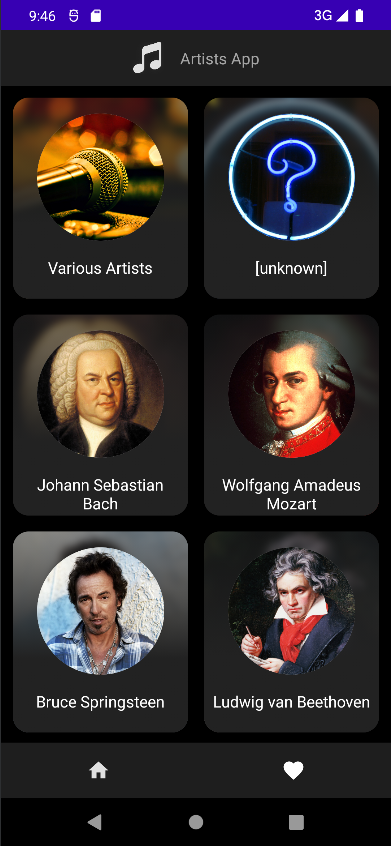 9:46
3G
Artists App
Various Artists
[unknown]
Johann Sebastian
Bach
Wolfgang Amadeus
Mozart
Bruce Springsteen
Ludwig van Beethoven